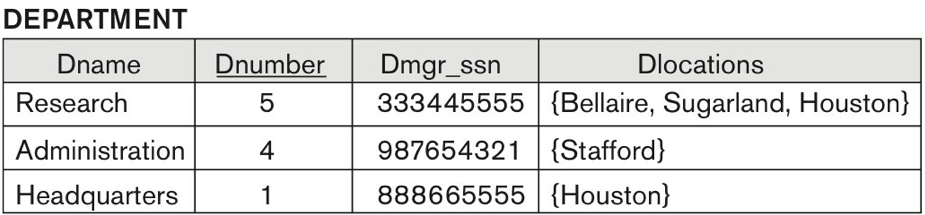 DEPARTMENT
Dname Dnumber Dmgr_ssn Dlocations
Research 5 333445555 {Bellaire, Sugarland, Houston}
Administration 4 987654321 {Stafford}
Headquarters 1 888665555 {Houston}